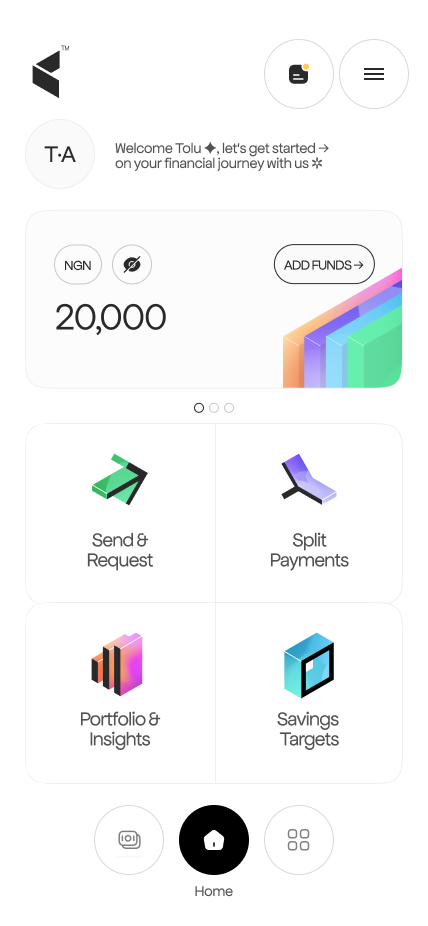 TM
T·A
Welcome Tolu ✦, let's get started →
on your financial journey with us ✲
NGN
ADD FUNDS →
20,000
Send &
Request
Split
Payments
Portfolio &
Insights
Savings
Targets
Home